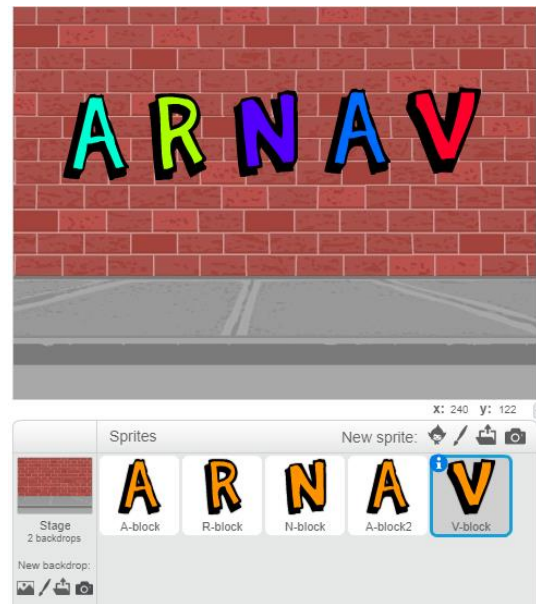 ARNAV
x: 240 y: 122
Sprites New sprite:
A R N A V
A-block R-block N-block A-block2 V-block
Stage
2 backdrops
New backdrop: